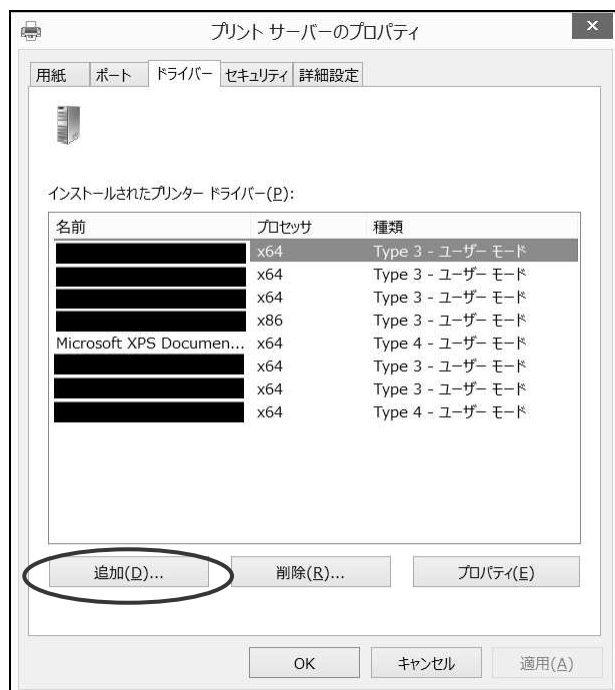 プリント サーバーのプロパティ
×
用紙 ポート ドライバー セキュリティ 詳細設定
インストールされたプリンター ドライバー(P):
名前 プロセッサ 種類
x64 Type 3 - ユーザー モード
x64 Type 3 - ユーザー モード
x64 Type 3 - ユーザー モード
x86 Type 3 - ユーザー モード
Microsoft XPS Documen... x64 Type 4 - ユーザー モード
x64 Type 3 - ユーザー モード
x64 Type 3 - ユーザー モード
x64 Type 4 - ユーザー モード
追加(D)... 削除(R)... プロパティ(E)
OK キャンセル 適用(A)